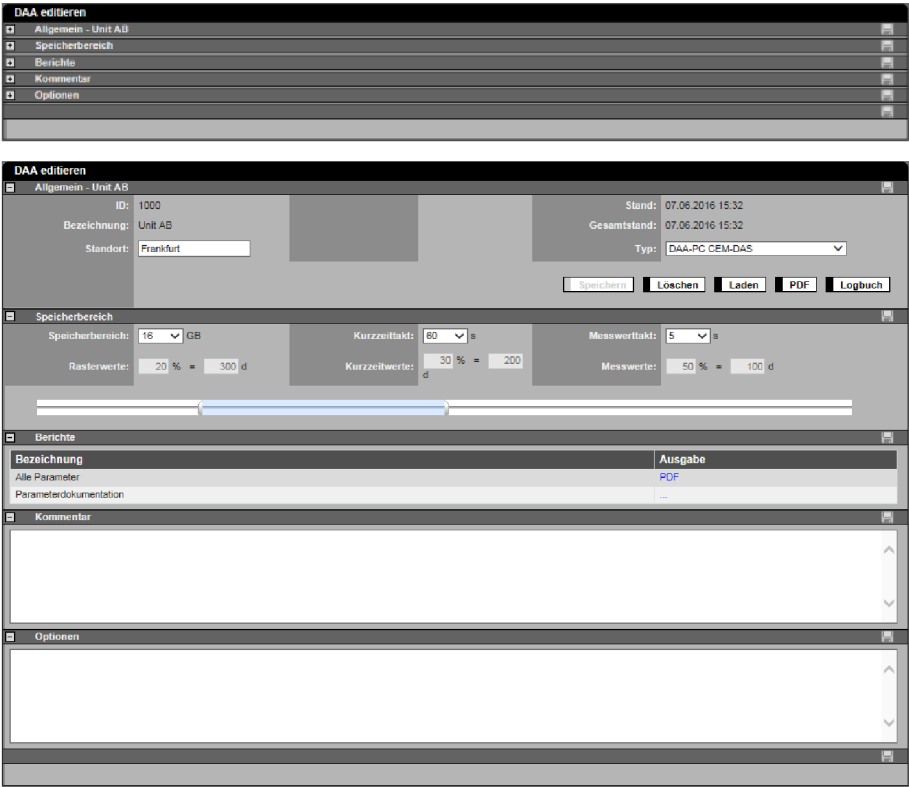 DAA editieren
Allgemein - Unit AB
Speicherbereich
Berichte
Kommentar
Optionen
DAA editieren
Allgemein - Unit AB
ID: 1000 Stand: 07.06.2016 15:32
Bezeichnung: Unit AB Gesamtstand: 07.06.2016 15:32
Standort: Frankfurt Typ: DAA-PC CEM-DAS
Speichern Löschen Laden PDF Logbuch
Speicherbereich
Speicherbereich: 16 GB Kurzzeittakt: 60 s Messwerttakt: 5 s
Rasterwerte: 20 % = 300 d Kurzzeitwerte: 30 % = 200 d Messwerte: 50 % = 100 d
Berichte
Bezeichnung Ausgabe
Alle Parameter PDF
Parameterdokumentation ...
Kommentar
Optionen